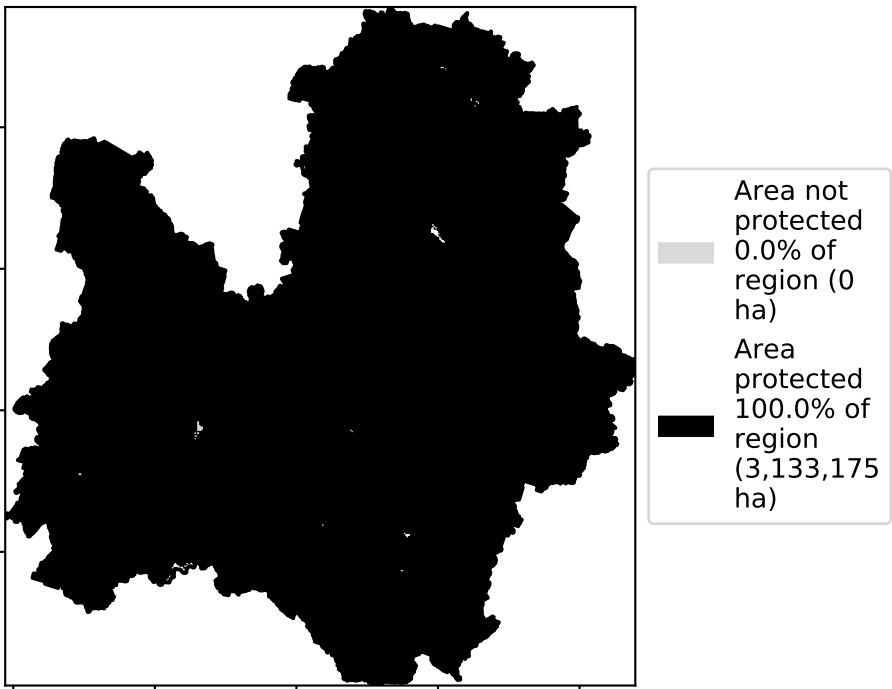 Area not
protected
0.0% of
region (0
ha)
Area
protected
100.0% of
region
(3,133,175
ha)